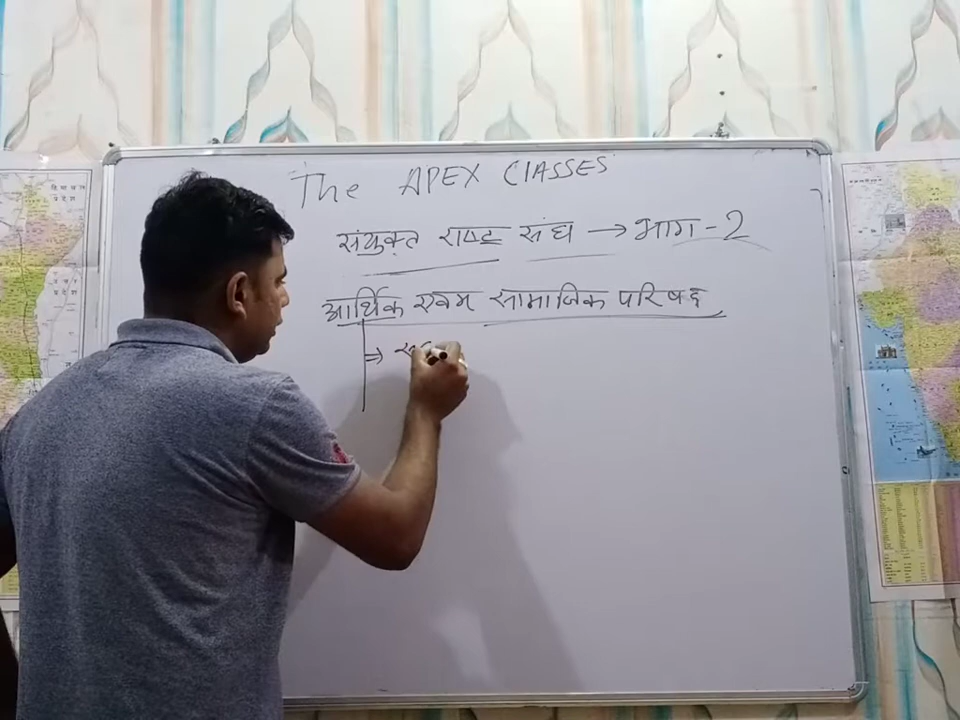 The APEX CLASSES
संयुक्त राष्ट्र संघ → भाग - 2
आर्थिक एवम सामाजिक परिषद
⇒